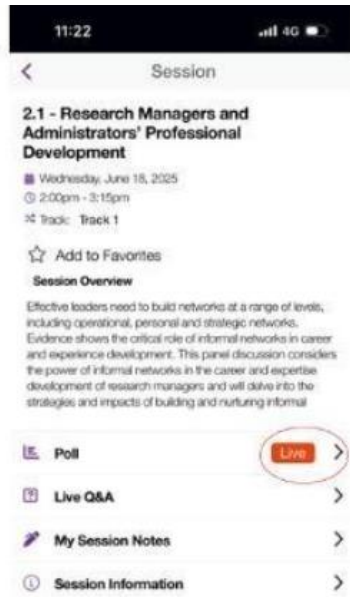 11:22
4G
Session
2.1 - Research Managers and
Administrators' Professional
Development
Wednesday, June 18, 2025
2:00pm - 3:15pm
Track: Track 1
Add to Favorites
Session Overview
Effective leaders need to build networks at a range of levels,
including operational, personal and strategic networks.
Evidence shows the critical role of informal networks in career
and experience development. This panel discussion considers
the power of informal networks in the career and expertise
development of research managers and will delve into the
strategies and impacts of building and nurturing informal
Poll Live
Live Q&A
My Session Notes
Session Information